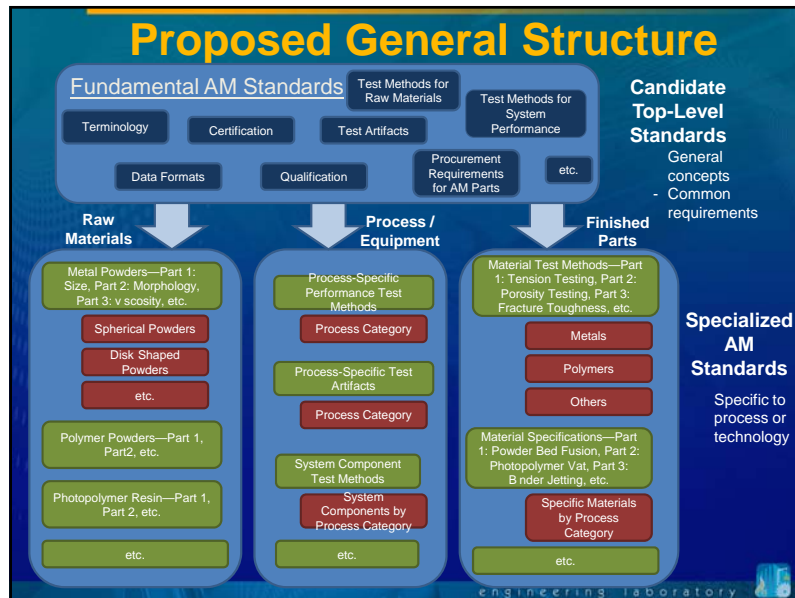 Proposed General Structure
Fundamental AM Standards
Test Methods for
Raw Materials
Test Methods for
System
Performance
Terminology
Certification
Test Artifacts
Data Formats
Qualification
Procurement
Requirements
for AM Parts
etc.
Candidate
Top-Level
Standards
General
concepts
- Common
requirements
Raw
Materials
Process /
Equipment
Finished
Parts
Metal Powders—Part 1:
Size, Part 2: Morphology,
Part 3: v scosity, etc.
Spherical Powders
Disk Shaped
Powders
etc.
Polymer Powders—Part 1,
Part2, etc.
Photopolymer Resin—Part 1,
Part 2, etc.
etc.
Process-Specific
Performance Test
Methods
Process Category
Process-Specific Test
Artifacts
Process Category
System Component
Test Methods
System
Components by
Process Category
etc.
Material Test Methods—Part
1: Tension Testing, Part 2:
Porosity Testing, Part 3:
Fracture Toughness, etc.
Metals
Polymers
Others
Material Specifications—Part
1: Powder Bed Fusion, Part 2:
Photopolymer Vat, Part 3:
B nder Jetting, etc.
Specific Materials
by Process
Category
etc.
Specialized
AM
Standards
Specific to
process or
technology
engineering laboratory